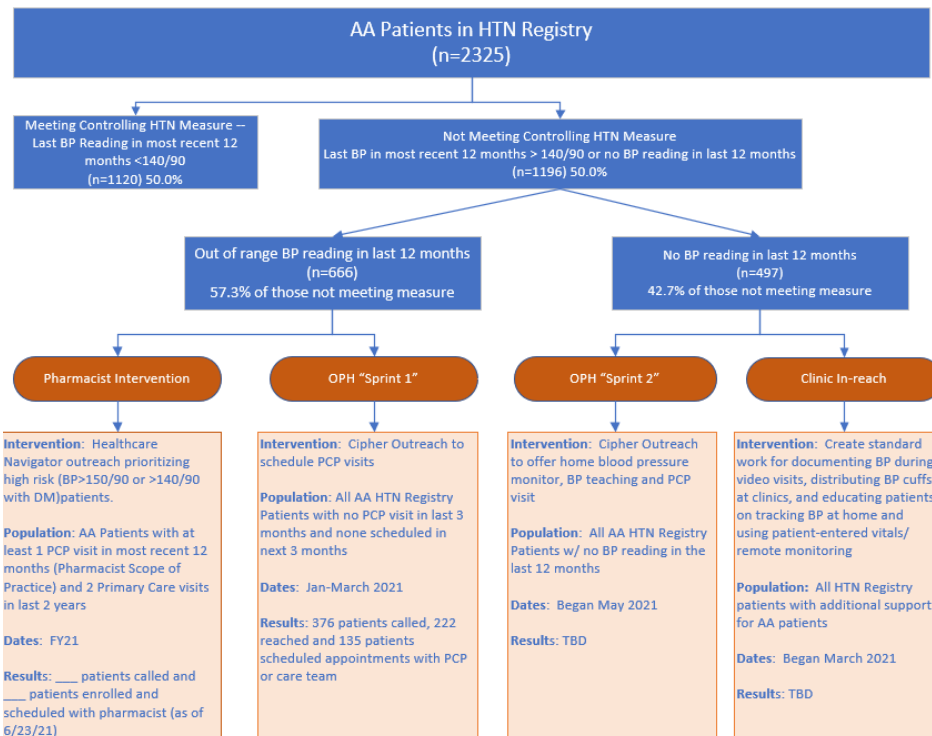 AA Patients in HTN Registry
(n=2325)
Meeting Controlling HTN Measure --
Last BP Reading in most recent 12
months <140/90
(n=1120) 50.0%
Not Meeting Controlling HTN Measure
Last BP in most recent 12 months > 140/90 or no BP reading in last 12 months
(n=1196) 50.0%
Out of range BP reading in last 12 months
(n=666)
57.3% of those not meeting measure
No BP reading in last 12 months
(n=497)
42.7% of those not meeting measure
Pharmacist Intervention
OPH "Sprint 1"
OPH "Sprint 2"
Clinic In-reach
Intervention: Healthcare
Navigator outreach prioritizing
high risk (BP>150/90 or >140/90
with DM)patients.
Population: AA Patients with at
least 1 PCP visit in most recent 12
months (Pharmacist Scope of
Practice) and 2 Primary Care visits
in last 2 years
Dates: FY21
Results: ___ patients called and
___ patients enrolled and
scheduled with pharmacist (as of
6/23/21)
Intervention: Cipher Outreach to
schedule PCP visits
Population: All AA HTN Registry
Patients with no PCP visit in last 3
months and none scheduled in
next 3 months
Dates: Jan-March 2021
Results: 376 patients called, 222
reached and 135 patients
scheduled appointments with PCP
or care team
Intervention: Cipher Outreach
to offer home blood pressure
monitor, BP teaching and PCP
visit
Population: All AA HTN Registry
Patients w/ no BP reading in the
last 12 months
Dates: Began May 2021
Results: TBD
Intervention: Create standard
work for documenting BP during
video visits, distributing BP cuffs
at clinics, and educating patients
on tracking BP at home and
using patient-entered vitals/
remote monitoring
Population: All HTN Registry
patients with additional support
for AA patients
Dates: Began March 2021
Results: TBD